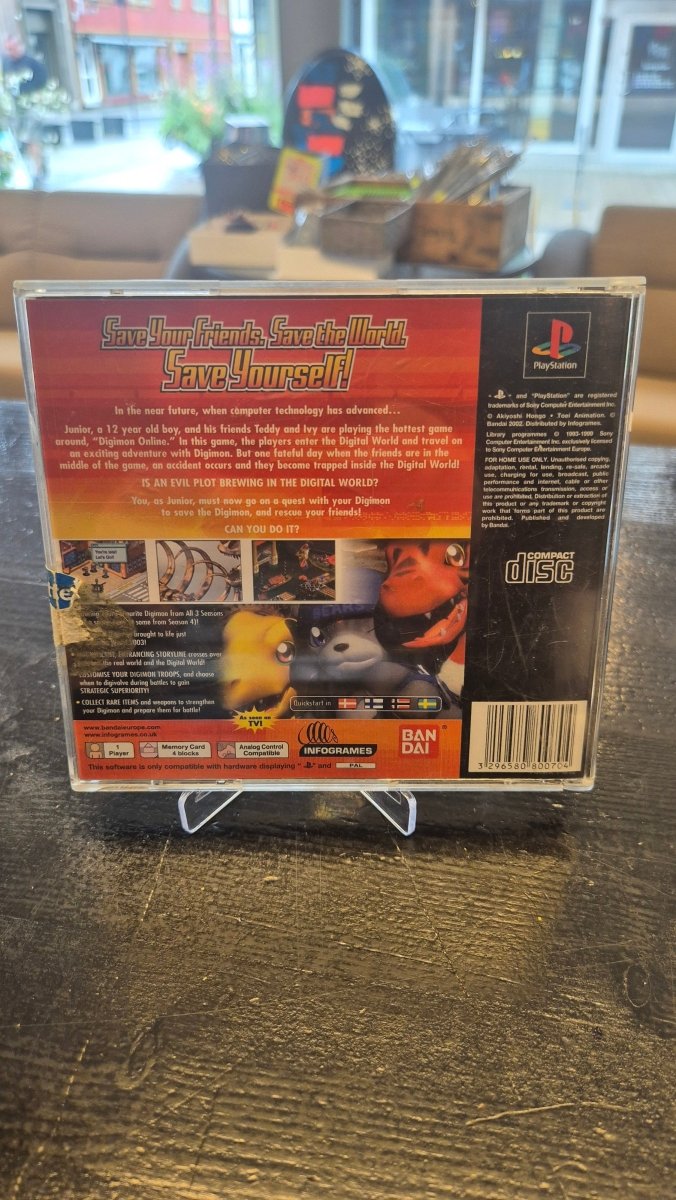 Save Your Friends. Save the World.
Save Yourself!
In the near future, when computer technology has advanced...
Junior, a 12 year old boy, and his friends Teddy and Ivy are playing the hottest game
around, "Digimon Online." In this game, the players enter the Digital World and travel on
an exciting adventure with Digimon. But one fateful day when the friends are in the
middle of the game, an accident occurs and they become trapped inside the Digital World!
IS AN EVIL PLOT BREWING IN THE DIGITAL WORLD?
You, as Junior, must now go on a quest with your Digimon
to save the Digimon, and rescue your friends!
CAN YOU DO IT?
You're late!
Let's Go!!
BEARS
Digimon from All 3 Seasons
some from Season 4)!
brought to life just
STORYLINE crosses over
the real world and the Digital World!
CUSTOMISE YOUR DIGIMON TROOPS, and choose
when to digivolve during battles to gain
STRATEGIC SUPERIORITY!
• COLLECT RARE ITEMS and weapons to strengthen
your Digimon and prepare them for battle!
Quickstart in
AS SEEN ON
TV!
www.bandaieurope.com
www.infogrames.co.uk
1
Player
Memory Card
4 blocks
Analog Control
Compatible
INFOGRAMES
BAN
DAI
®
This software is only compatible with hardware displaying " " and PAL
PlayStation
" " and "PlayStation" are registered
trademarks of Sony Computer Entertainment Inc.
© Akiyoshi Hongo • Toei Animation. ©
Bandai 2002. Distributed by Infogrames.
Library programmes © 1993-1999 Sony
Computer Entertainment Inc. exclusively licensed
to Sony Computer Entertainment Europe.
FOR HOME USE ONLY. Unauthorised copying,
adaptation, rental, lending, re-sale, arcade
use, charging for use, broadcast, public
performance and internet, cable or other
telecommunications transmission, access or
use are prohibited. Distribution or extraction of
this product or any trademark or copyright
work that forms part of this product are
prohibited. Published and developed
by Bandai.
COMPACT
disc
3 296580 800704